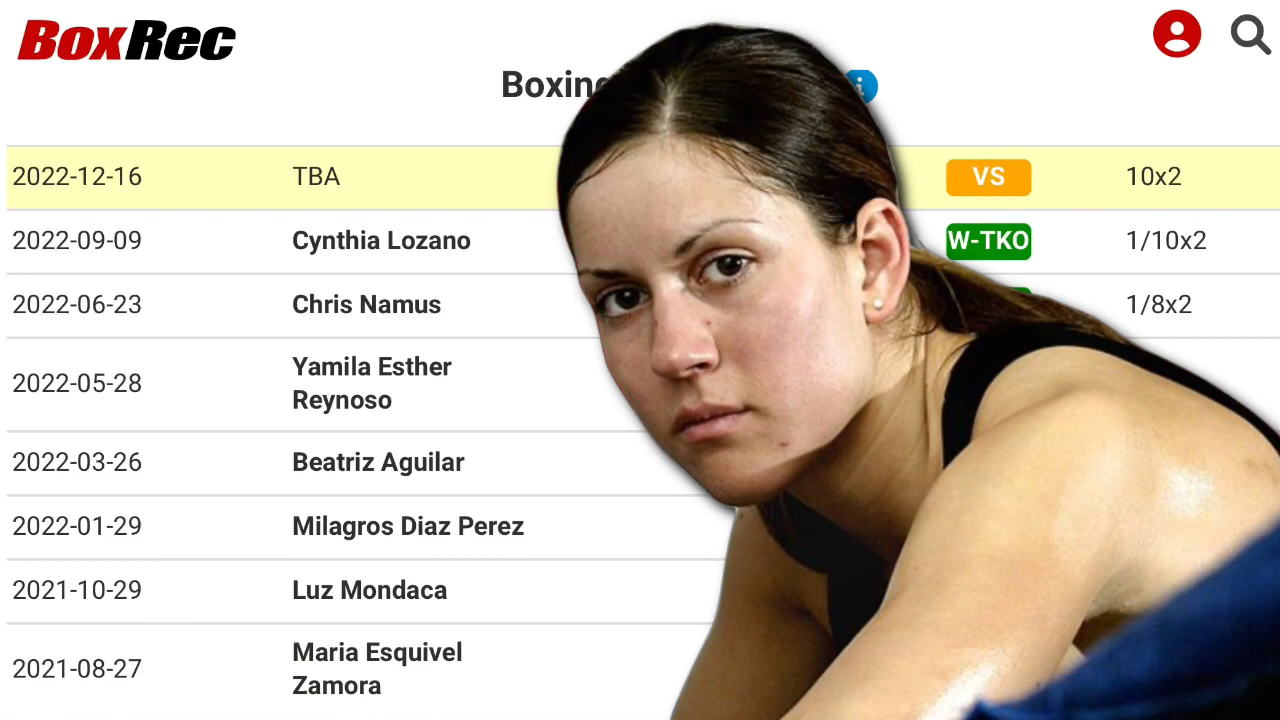 BoxRec
Boxing
2022-12-16 TBA VS 10x2
2022-09-09 Cynthia Lozano W-TKO 1/10x2
2022-06-23 Chris Namus 1/8x2
2022-05-28 Yamila Esther
Reynoso
2022-03-26 Beatriz Aguilar
2022-01-29 Milagros Diaz Perez
2021-10-29 Luz Mondaca
2021-08-27 Maria Esquivel
Zamora